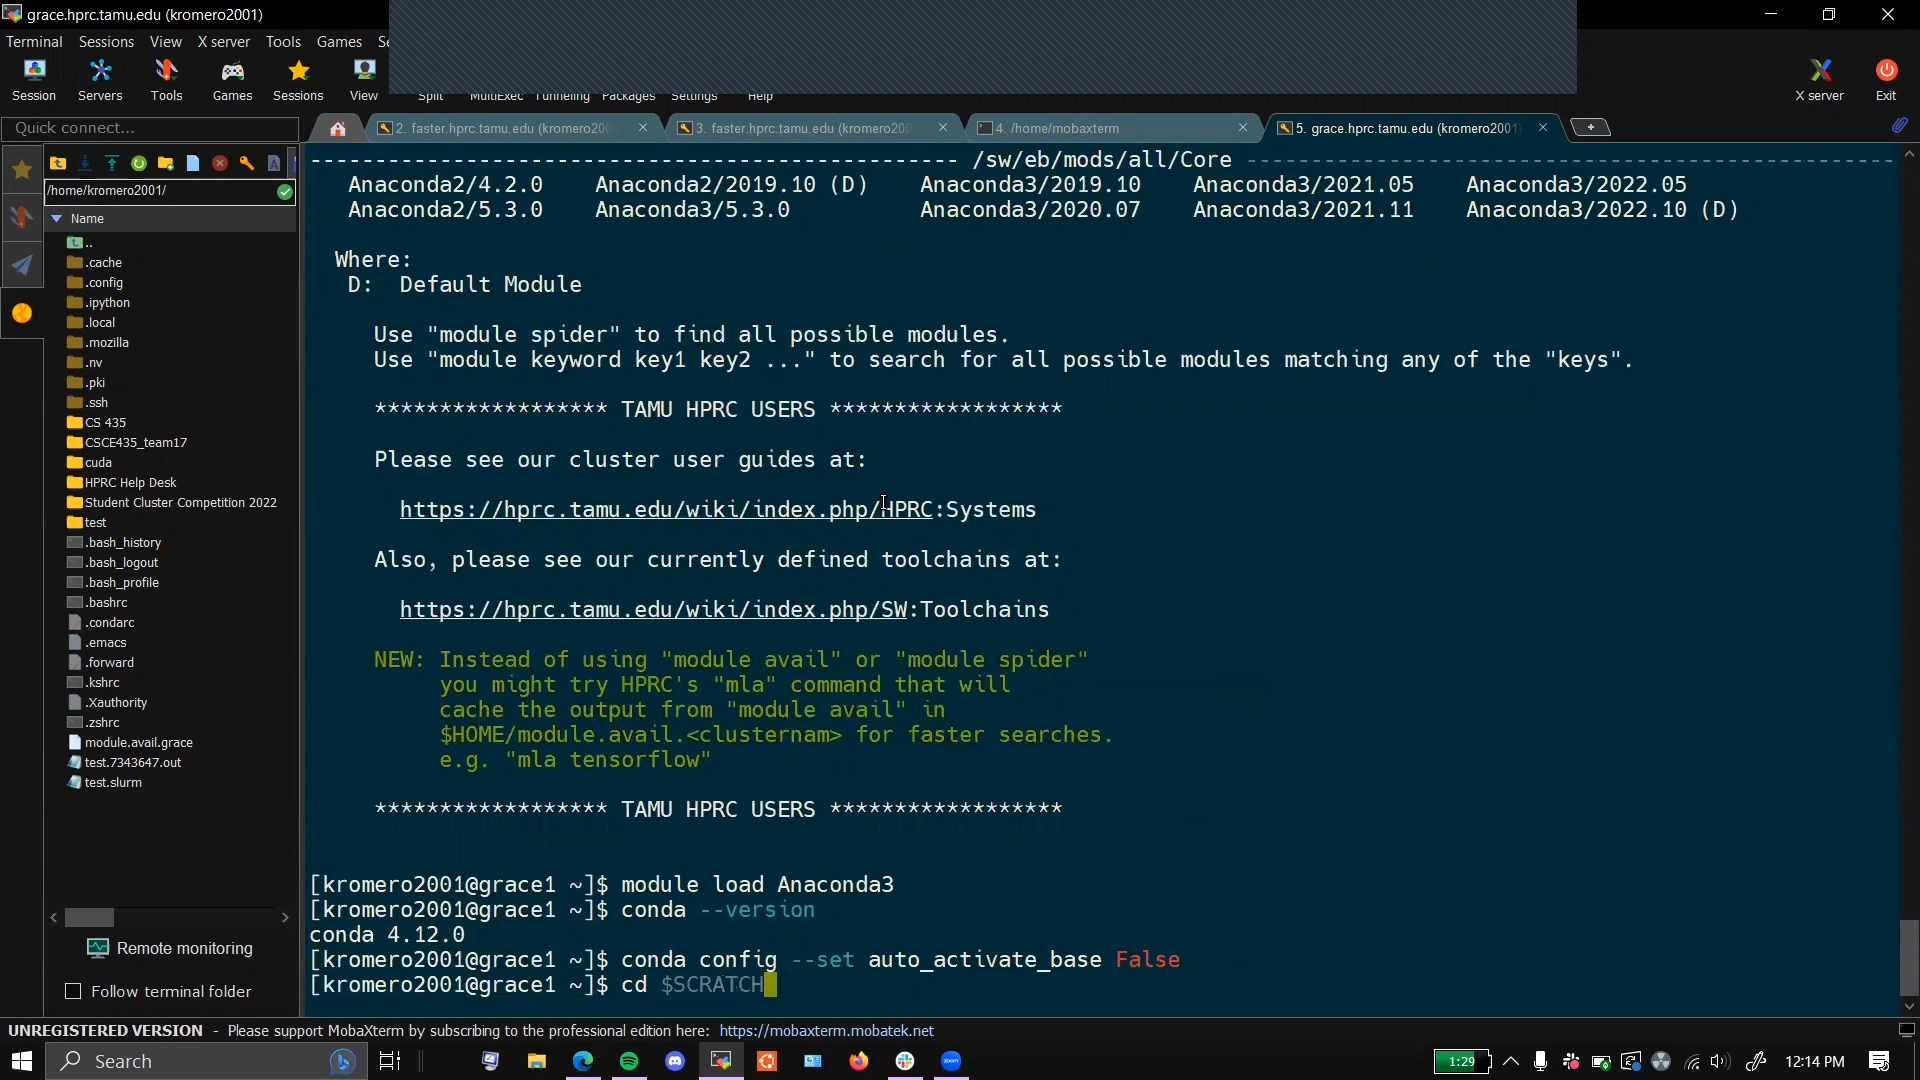 grace.hprc.tamu.edu (kromero2001)
Terminal Sessions View X server Tools Games
Session Servers Tools Games Sessions View Split MultiExec Tunneling Packages Settings Help X server Exit
Quick connect...
2. faster.hprc.tamu.edu (kromero200
3. faster.hprc.tamu.edu (kromero200
4. /home/mobaxterm
5. grace.hprc.tamu.edu (kromero2001)
/home/kromero2001/
Name
..
.cache
.config
.ipython
.local
.mozilla
.nv
.pki
.ssh
CS 435
CSCE435_team17
cuda
HPRC Help Desk
Student Cluster Competition 2022
test
.bash_history
.bash_logout
.bash_profile
.bashrc
.condarc
.emacs
.forward
.kshrc
.Xauthority
.zshrc
module.avail.grace
test.7343647.out
test.slurm
Remote monitoring
Follow terminal folder
-------------------------------------------------- /sw/eb/mods/all/Core --------------------------------------------------
Anaconda2/4.2.0 Anaconda2/2019.10 (D) Anaconda3/2019.10 Anaconda3/2021.05 Anaconda3/2022.05
Anaconda2/5.3.0 Anaconda3/5.3.0 Anaconda3/2020.07 Anaconda3/2021.11 Anaconda3/2022.10 (D)
Where:
D: Default Module
Use "module spider" to find all possible modules.
Use "module keyword key1 key2 ..." to search for all possible modules matching any of the "keys".
****************** TAMU HPRC USERS ******************
Please see our cluster user guides at:
https://hprc.tamu.edu/wiki/index.php/HPRC:Systems
Also, please see our currently defined toolchains at:
https://hprc.tamu.edu/wiki/index.php/SW:Toolchains
NEW: Instead of using "module avail" or "module spider"
you might try HPRC's "mla" command that will
cache the output from "module avail" in
$HOME/module.avail.<clusternam> for faster searches.
e.g. "mla tensorflow"
****************** TAMU HPRC USERS ******************
[kromero2001@grace1 ~]$ module load Anaconda3
[kromero2001@grace1 ~]$ conda --version
conda 4.12.0
[kromero2001@grace1 ~]$ conda config --set auto_activate_base False
[kromero2001@grace1 ~]$ cd $SCRATCH
UNREGISTERED VERSION - Please support MobaXterm by subscribing to the professional edition here: https://mobaxterm.mobatek.net
Search
1:29
12:14 PM